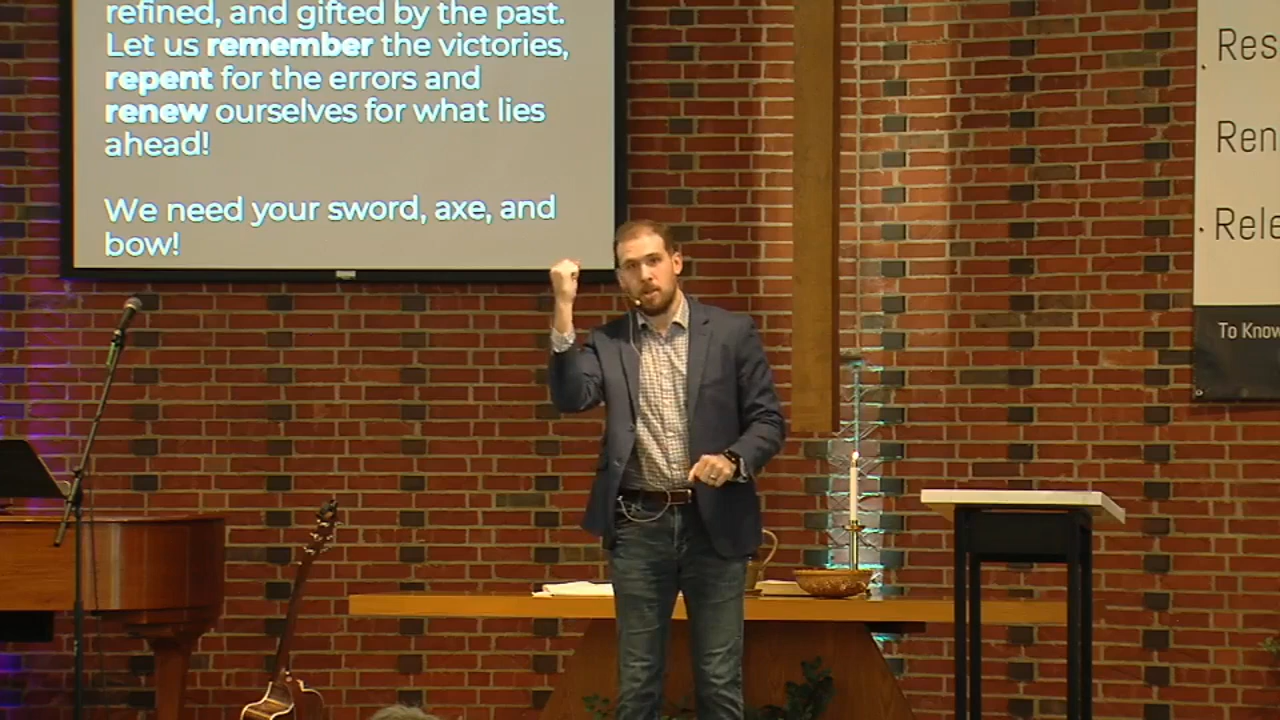 refined, and gifted by the past.
Let us remember the victories,
repent for the errors and
renew ourselves for what lies
ahead!
We need your sword, axe, and
bow!
Res
Ren
Rele
To Know